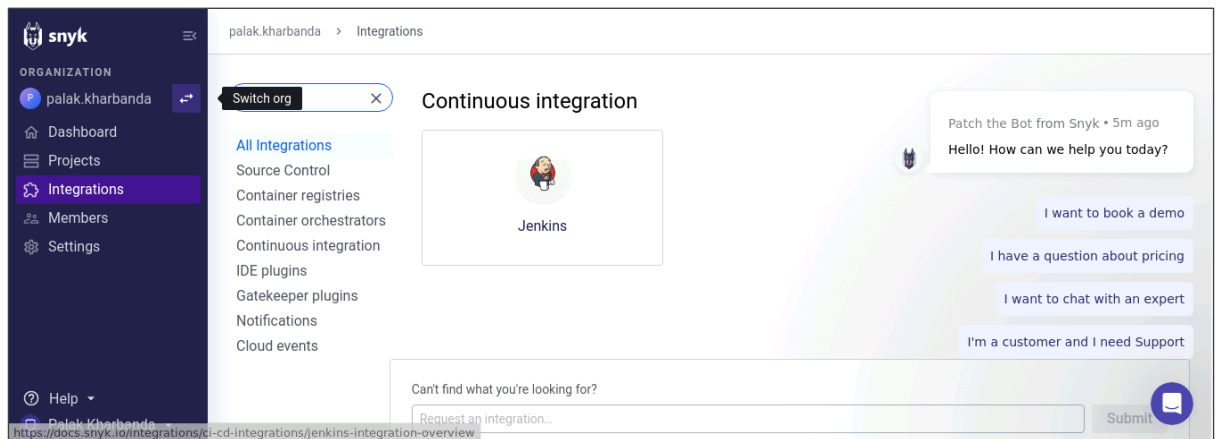 snyk
palak.kharbanda > Integrations
ORGANIZATION
P palak.kharbanda
Switch org
Dashboard
Projects
Integrations
Members
Settings
Help
Palak Kharbanda
https://docs.snyk.io/integrations/ci-cd-integrations/jenkins-integration-overview
All Integrations
Source Control
Container registries
Container orchestrators
Continuous integration
IDE plugins
Gatekeeper plugins
Notifications
Cloud events
Continuous integration
Jenkins
Patch the Bot from Snyk • 5m ago
Hello! How can we help you today?
I want to book a demo
I have a question about pricing
I want to chat with an expert
I'm a customer and I need Support
Can't find what you're looking for?
Request an integration...
Submit